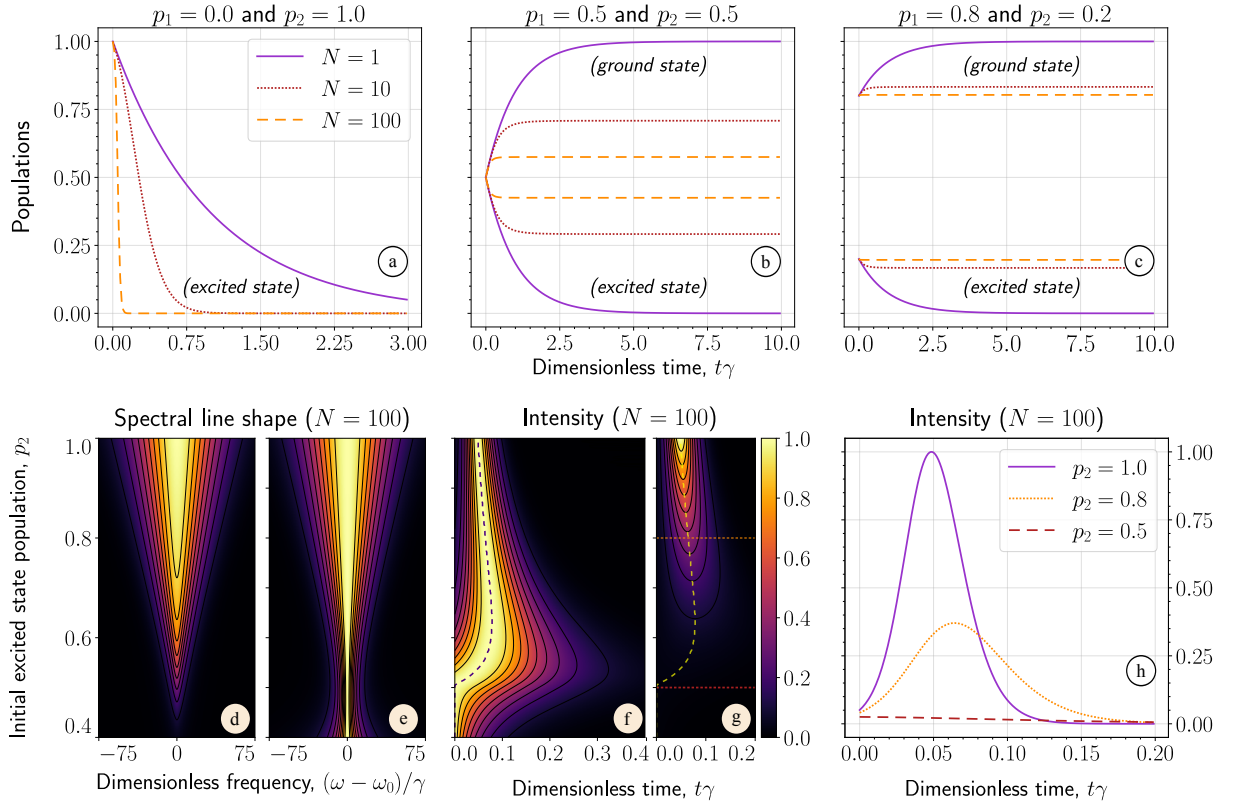 p₁ = 0.0 and p₂ = 1.0
p₁ = 0.5 and p₂ = 0.5
p₁ = 0.8 and p₂ = 0.2
Populations
1.00
0.75
0.50
0.25
0.00
N = 1
N = 10
N = 100
(excited state)
a
0.00 0.75 1.50 2.25 3.00
(ground state)
(excited state)
b
0.0 2.5 5.0 7.5 10.0
(ground state)
(excited state)
c
0.0 2.5 5.0 7.5 10.0
Dimensionless time, tγ
Spectral line shape (N = 100)
Intensity (N = 100)
Intensity (N = 100)
Initial excited state population, p₂
1.0
0.8
0.6
0.4
d
−75 0 75
e
−75 0 75
Dimensionless frequency, (ω − ω₀)/γ
f
0.0 0.1 0.2 0.3 0.4
g
0.0 0.1 0.2
1.0
0.8
0.6
0.4
0.2
0.0
Dimensionless time, tγ
p₂ = 1.0
p₂ = 0.8
p₂ = 0.5
h
1.00
0.75
0.50
0.25
0.00
0.00 0.05 0.10 0.15 0.20
Dimensionless time, tγ